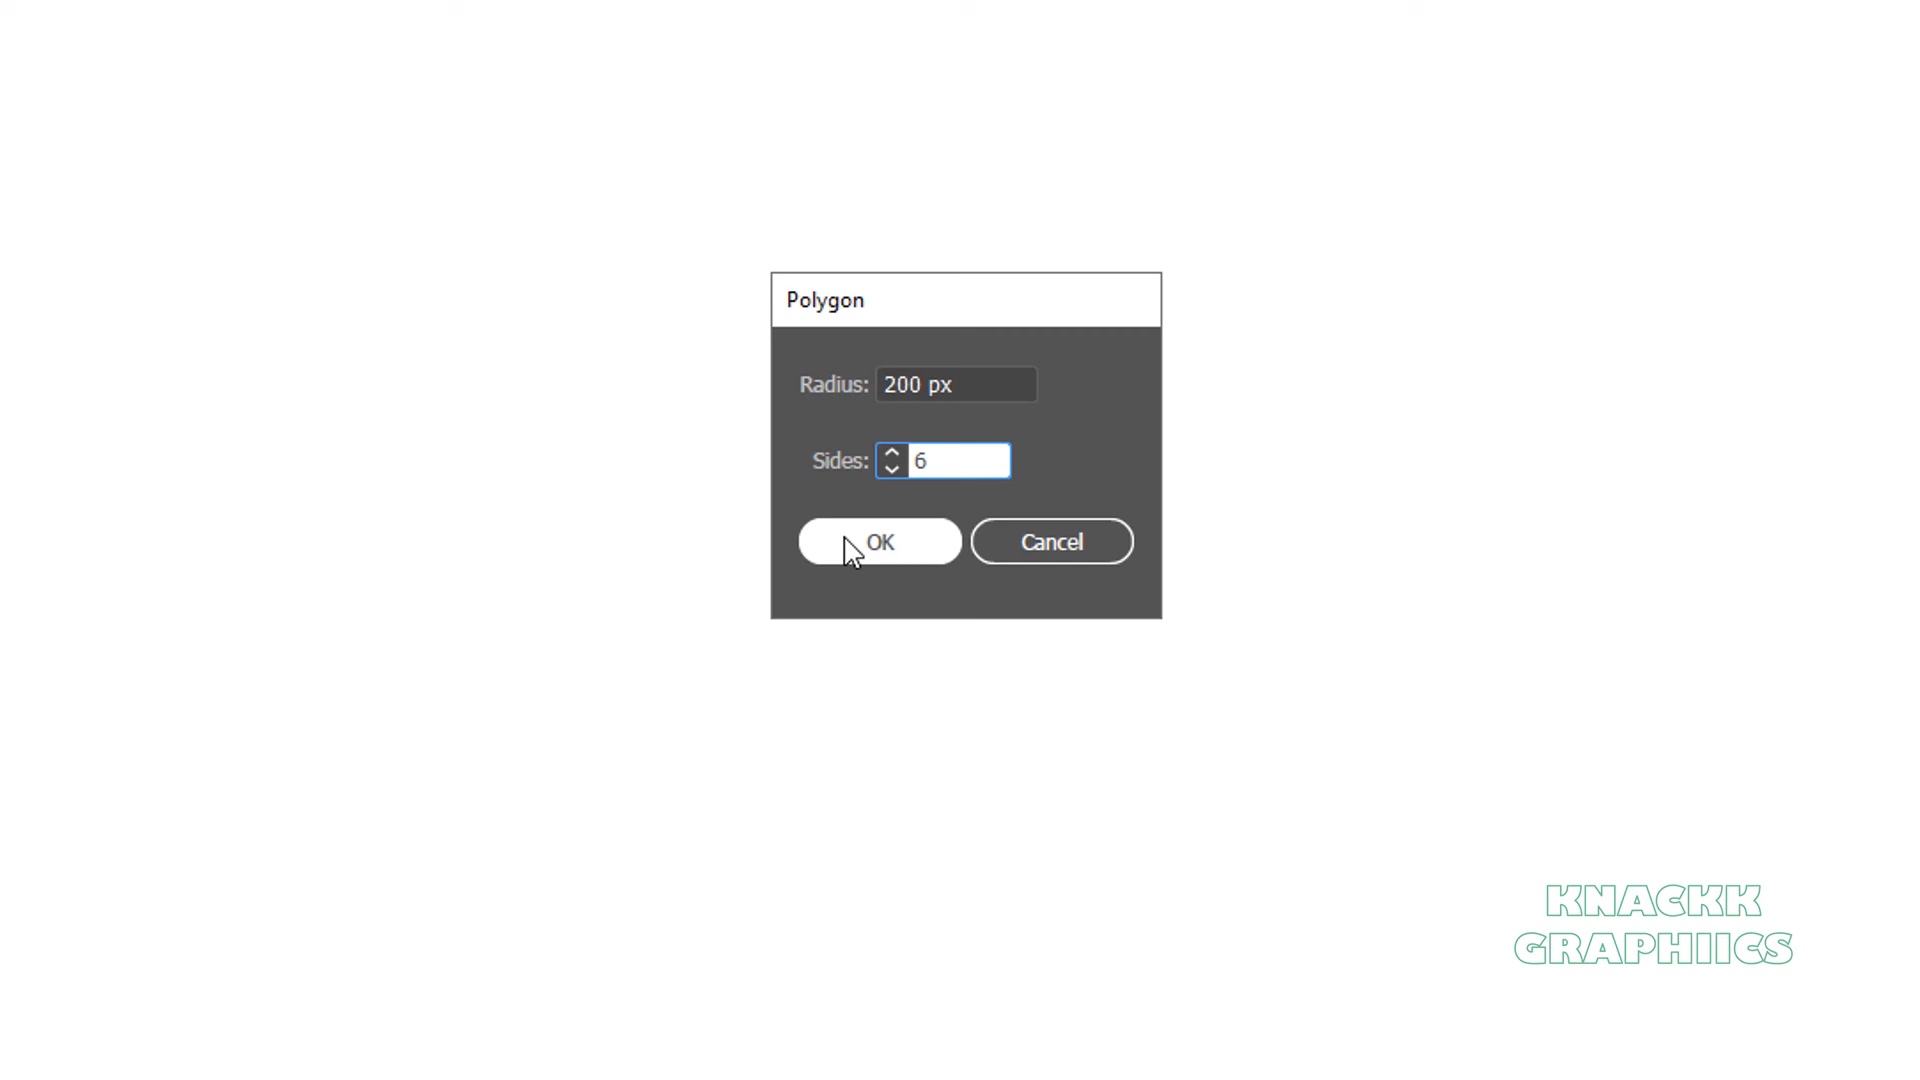 Polygon
Radius: 200 px
Sides: 6
OK Cancel
KNACKK
GRAPHIICS